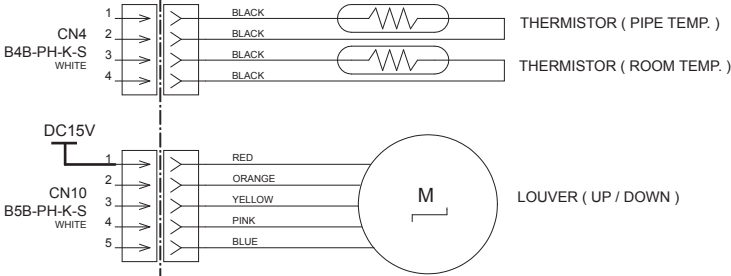 1 BLACK
THERMISTOR ( PIPE TEMP. )
CN4 2 BLACK
B4B-PH-K-S 3 BLACK
WHITE
THERMISTOR ( ROOM TEMP. )
4 BLACK
DC15V
1 RED
2 ORANGE
CN10
B5B-PH-K-S 3 YELLOW
M
LOUVER ( UP / DOWN )
WHITE 4 PINK
5 BLUE